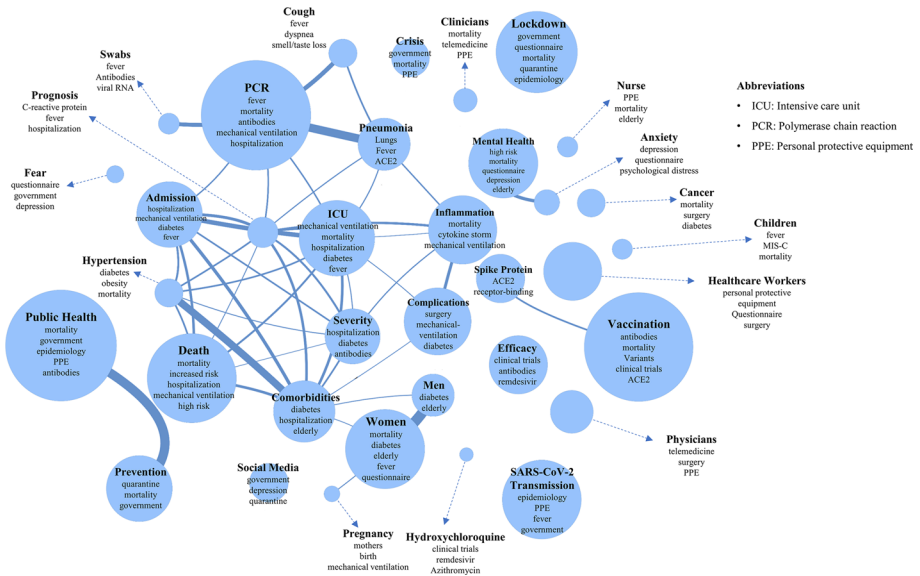 Cough
fever
dyspnea
smell/taste loss
Crisis
government
mortality
PPE
Clinicians
mortality
telemedicine
PPE
Lockdown
government
questionnaire
mortality
quarantine
epidemiology
Swabs
fever
Antibodies
viral RNA
Prognosis
C-reactive protein
fever
hospitalization
PCR
fever
mortality
antibodies
mechanical ventilation
hospitalization
Pneumonia
Lungs
Fever
ACE2
Mental Health
high risk
mortality
questionnaire
depression
elderly
Nurse
PPE
mortality
elderly
Anxiety
depression
questionnaire
psychological distress
Abbreviations
• ICU: Intensive care unit
• PCR: Polymerase chain reaction
• PPE: Personal protective equipment
Fear
questionnaire
government
depression
Admission
hospitalization
mechanical ventilation
diabetes
fever
ICU
mechanical ventilation
mortality
hospitalization
diabetes
fever
Inflammation
mortality
cytokine storm
mechanical ventilation
Cancer
mortality
surgery
diabetes
Children
fever
MIS-C
mortality
Hypertension
diabetes
obesity
mortality
Spike Protein
ACE2
receptor-binding
Healthcare Workers
personal protective
equipment
Questionnaire
surgery
Public Health
mortality
government
epidemiology
PPE
antibodies
Death
mortality
increased risk
hospitalization
mechanical ventilation
high risk
Severity
hospitalization
diabetes
antibodies
Complications
surgery
mechanical-
ventilation
diabetes
Efficacy
clinical trials
antibodies
remdesivir
Vaccination
antibodies
mortality
Variants
clinical trials
ACE2
Comorbidities
diabetes
hospitalization
elderly
Men
diabetes
elderly
Women
mortality
diabetes
elderly
fever
questionnaire
Physicians
telemedicine
surgery
PPE
Prevention
quarantine
mortality
government
Social Media
government
depression
quarantine
SARS-CoV-2
Transmission
epidemiology
PPE
fever
government
Pregnancy
mothers
birth
mechanical ventilation
Hydroxychloroquine
clinical trials
remdesivir
Azithromycin